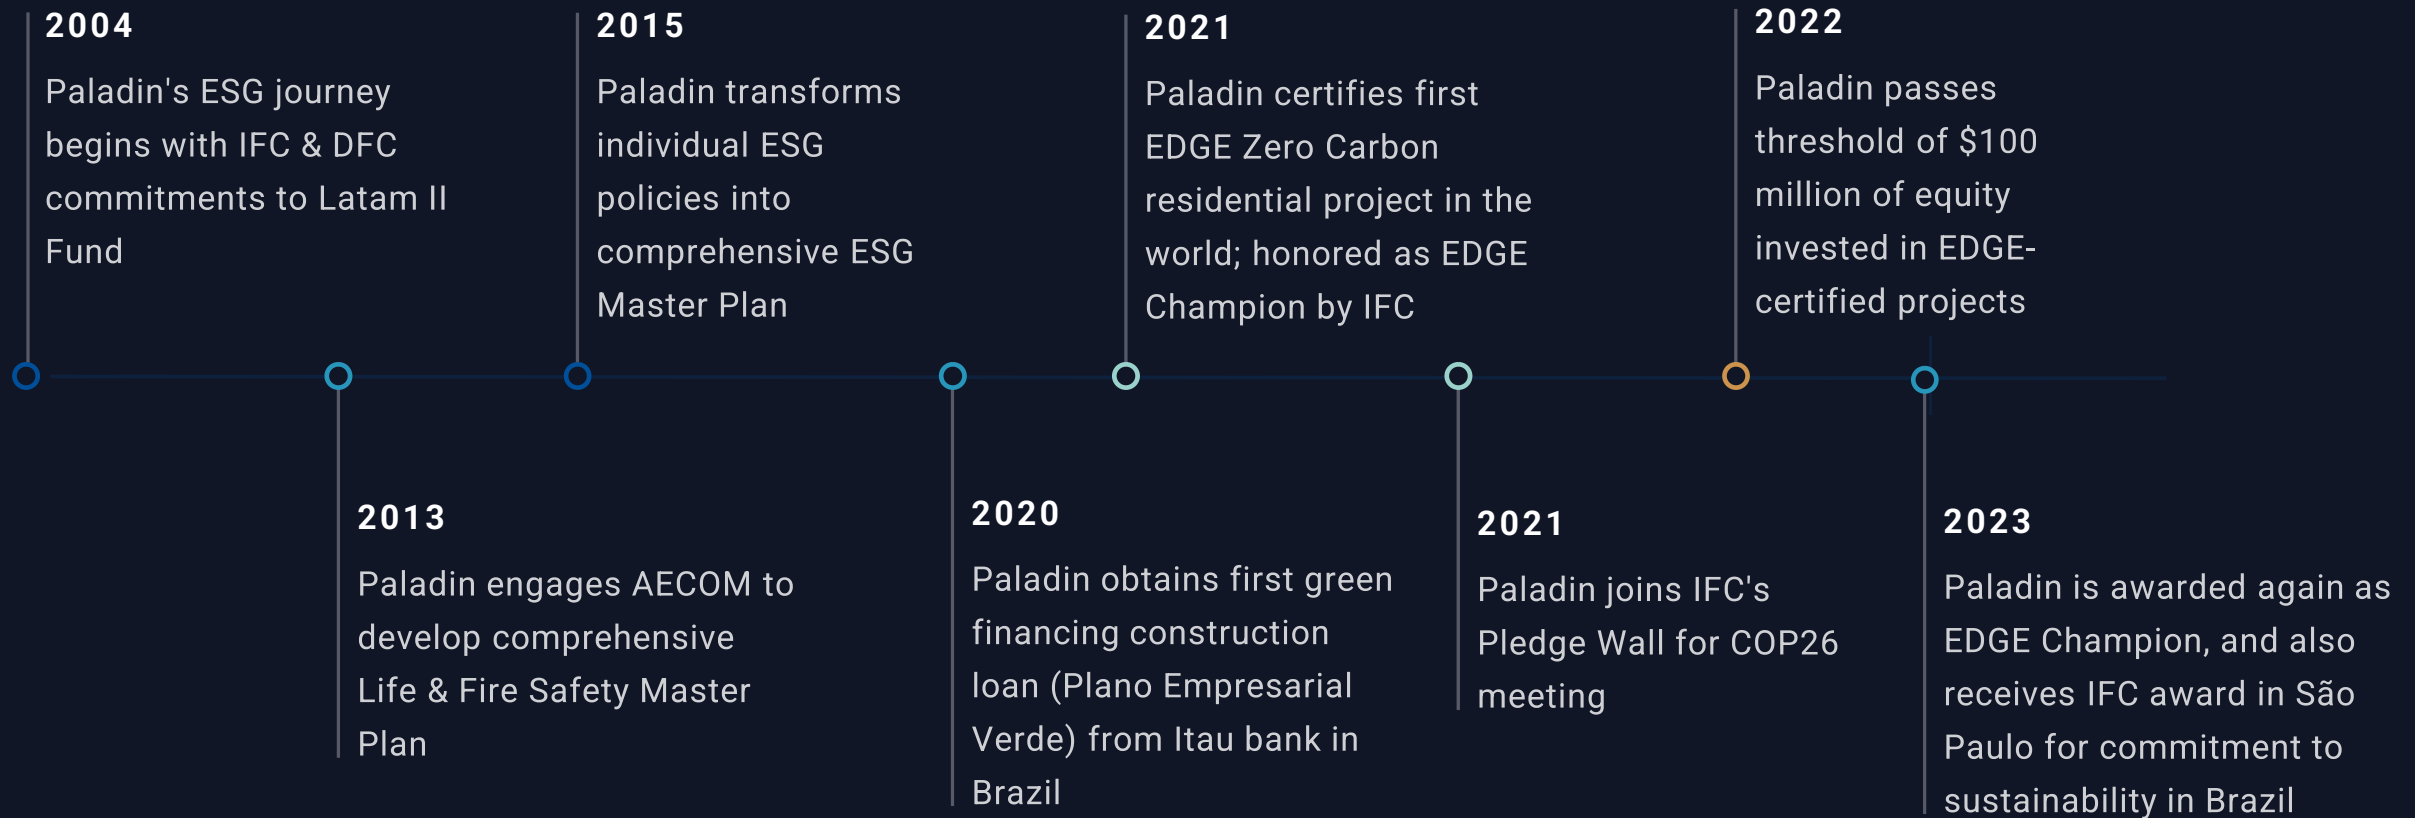 2004
Paladin's ESG journey
begins with IFC & DFC
commitments to Latam II
Fund
2013
Paladin engages AECOM to
develop comprehensive
Life & Fire Safety Master
Plan
2015
Paladin transforms
individual ESG
policies into
comprehensive ESG
Master Plan
2020
Paladin obtains first green
financing construction
loan (Plano Empresarial
Verde) from Itau bank in
Brazil
2021
Paladin certifies first
EDGE Zero Carbon
residential project in the
world; honored as EDGE
Champion by IFC
2021
Paladin joins IFC's
Pledge Wall for COP26
meeting
2022
Paladin passes
threshold of $100
million of equity
invested in EDGE-
certified projects
2023
Paladin is awarded again as
EDGE Champion, and also
receives IFC award in São
Paulo for commitment to
sustainability in Brazil